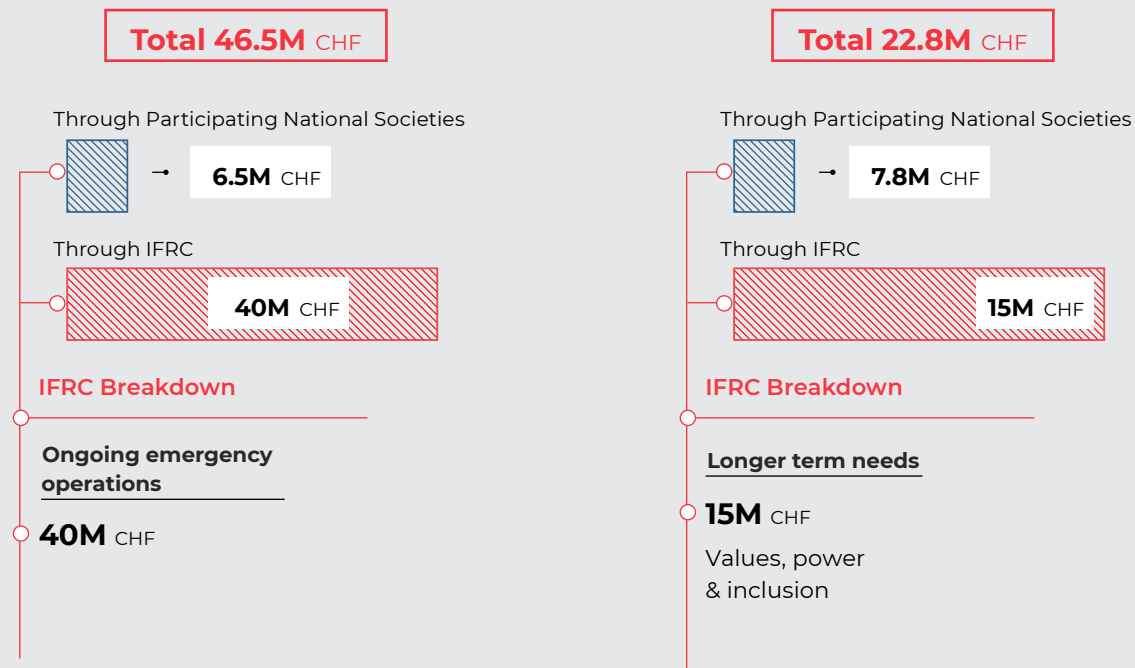 Total 46.5M CHF
Through Participating National Societies
6.5M CHF
Through IFRC
40M CHF
IFRC Breakdown
Ongoing emergency
operations
40M CHF
Total 22.8M CHF
Through Participating National Societies
7.8M CHF
Through IFRC
15M CHF
IFRC Breakdown
Longer term needs
15M CHF
Values, power
& inclusion